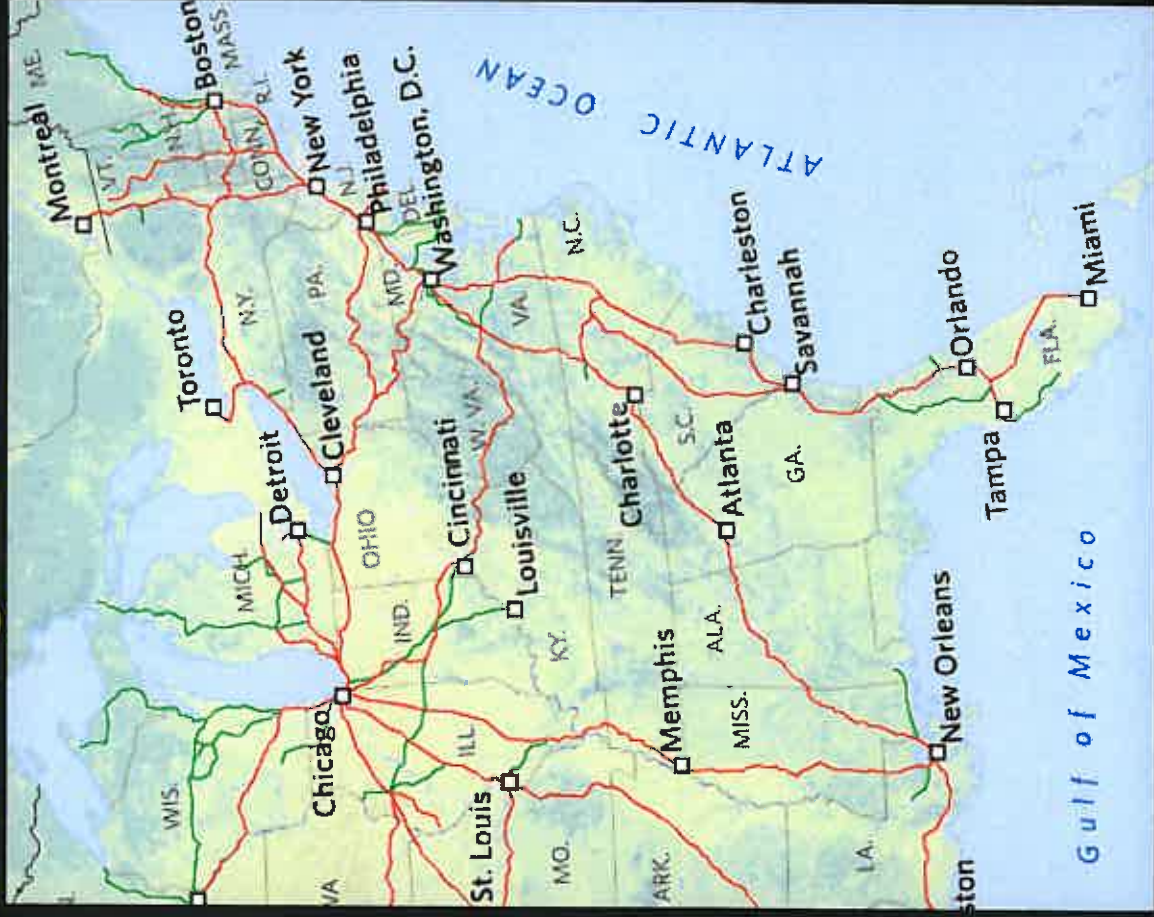 ME.
Montreal
VT.
N.H.
Boston
MASS.
R.I.
CONN.
Toronto
N.Y.
New York
N.J.
PA.
Philadelphia
DEL.
MD.
Washington, D.C.
WIS.
MICH.
Detroit
Cleveland
Chicago
OHIO
IND.
Cincinnati
W.VA.
VA.
ILL.
Louisville
St. Louis
KY.
MO.
N.C.
TENN.
Charlotte
ARK.
Memphis
S.C.
ALA.
Atlanta
MISS.
Charleston
GA.
Savannah
ATLANTIC
OCEAN
LA.
New Orleans
ston
Orlando
Tampa
FLA.
Miami
Gulf of Mexico